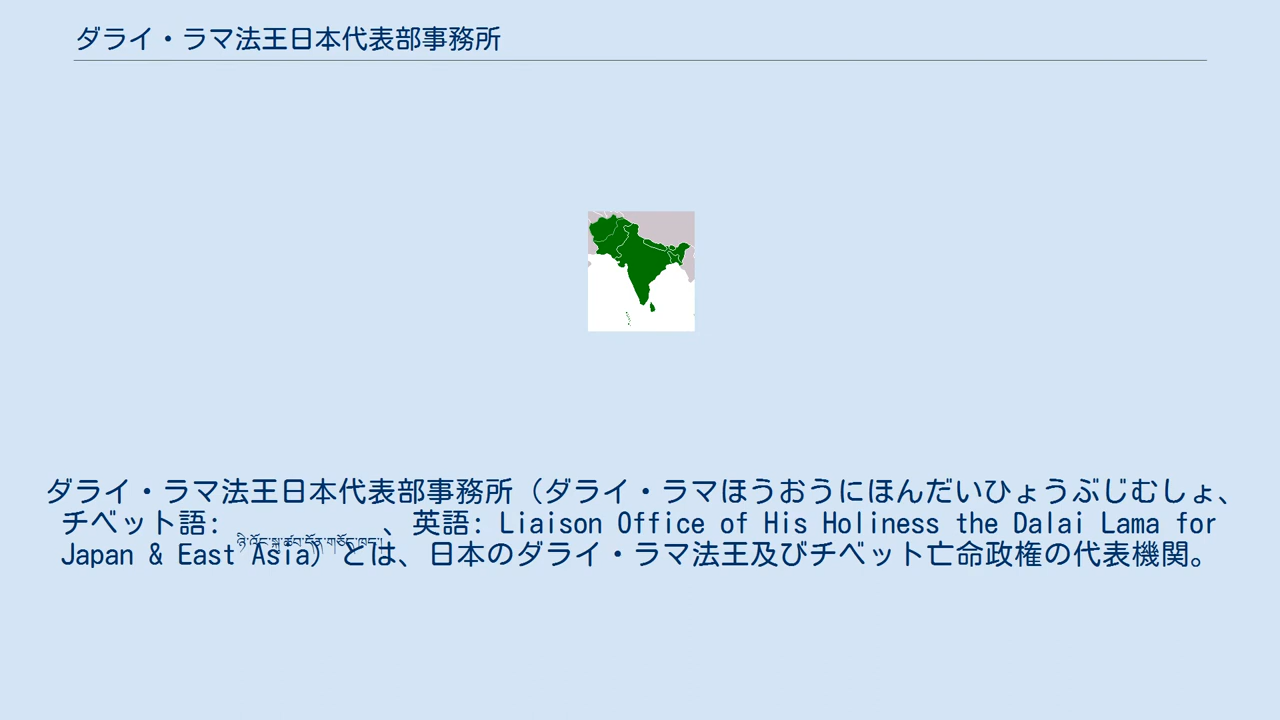 ダライ・ラマ法王日本代表部事務所
ダライ・ラマ法王日本代表部事務所（ダライ・ラマほうおうにほんだいひょうぶじむしょ、
チベット語: 、英語: Liaison Office of His Holiness the Dalai Lama for
Japan & East Asia）とは、日本のダライ・ラマ法王及びチベット亡命政権の代表機関。